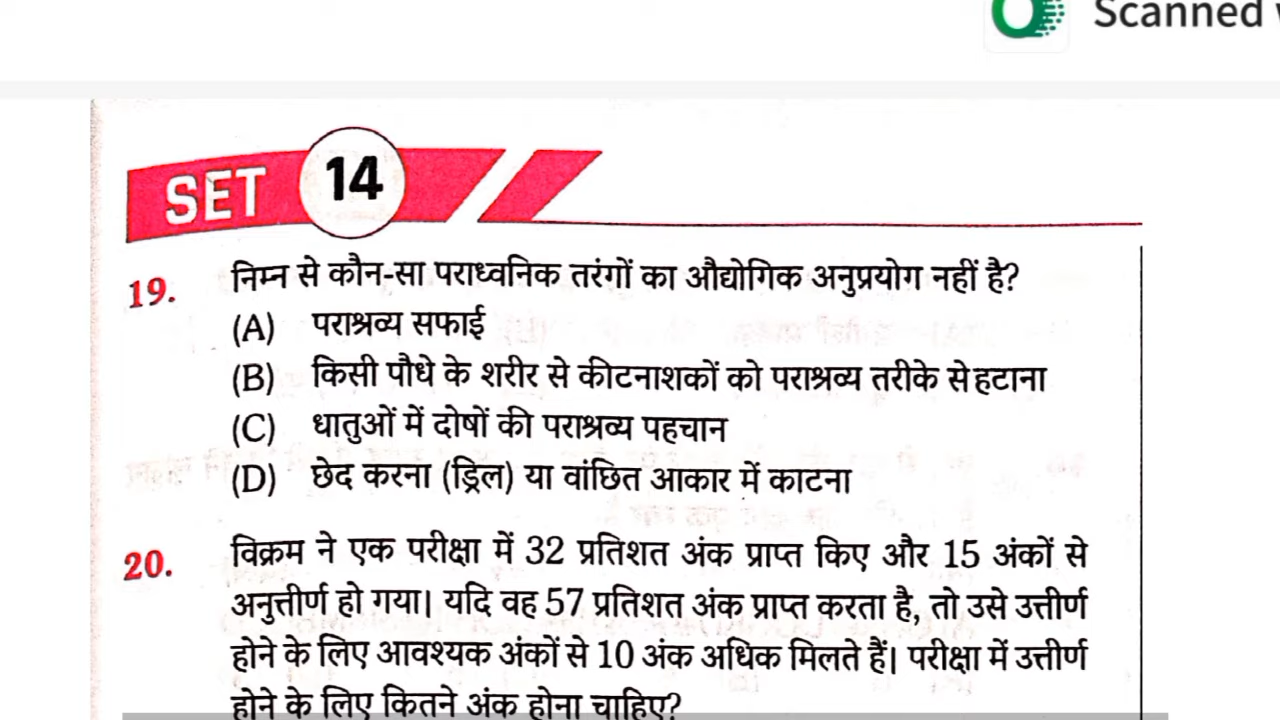 Scanned
SET 14
19. निम्न से कौन-सा पराध्वनिक तरंगों का औद्योगिक अनुप्रयोग नहीं है?
(A) पराश्रव्य सफाई
(B) किसी पौधे के शरीर से कीटनाशकों को पराश्रव्य तरीके से हटाना
(C) धातुओं में दोषों की पराश्रव्य पहचान
(D) छेद करना (ड्रिल) या वांछित आकार में काटना
20. विक्रम ने एक परीक्षा में 32 प्रतिशत अंक प्राप्त किए और 15 अंकों से
अनुत्तीर्ण हो गया। यदि वह 57 प्रतिशत अंक प्राप्त करता है, तो उसे उत्तीर्ण
होने के लिए आवश्यक अंकों से 10 अंक अधिक मिलते हैं। परीक्षा में उत्तीर्ण
होने के लिए कितने अंक होना चाहिए?